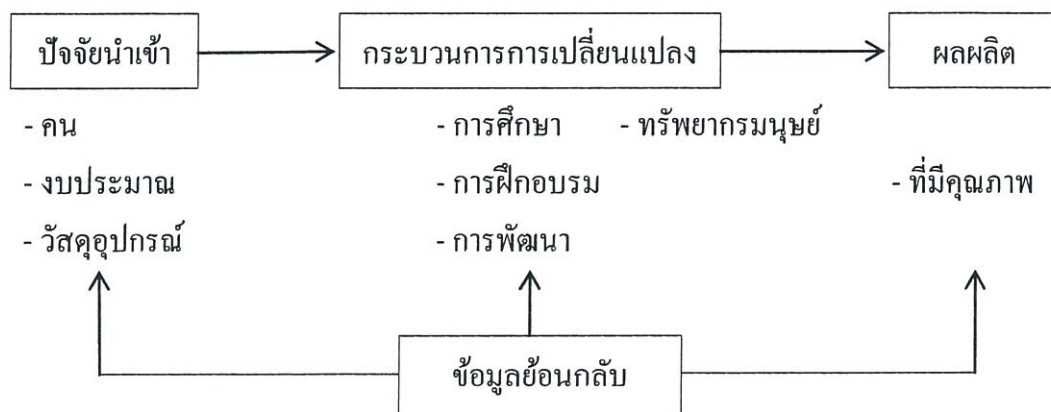 ปัจจัยนำเข้า กระบวนการการเปลี่ยนแปลง ผลผลิต
- คน - การศึกษา - ทรัพยากรมนุษย์
- งบประมาณ - การฝึกอบรม - ที่มีคุณภาพ
- วัสดุอุปกรณ์ - การพัฒนา
ข้อมูลย้อนกลับ